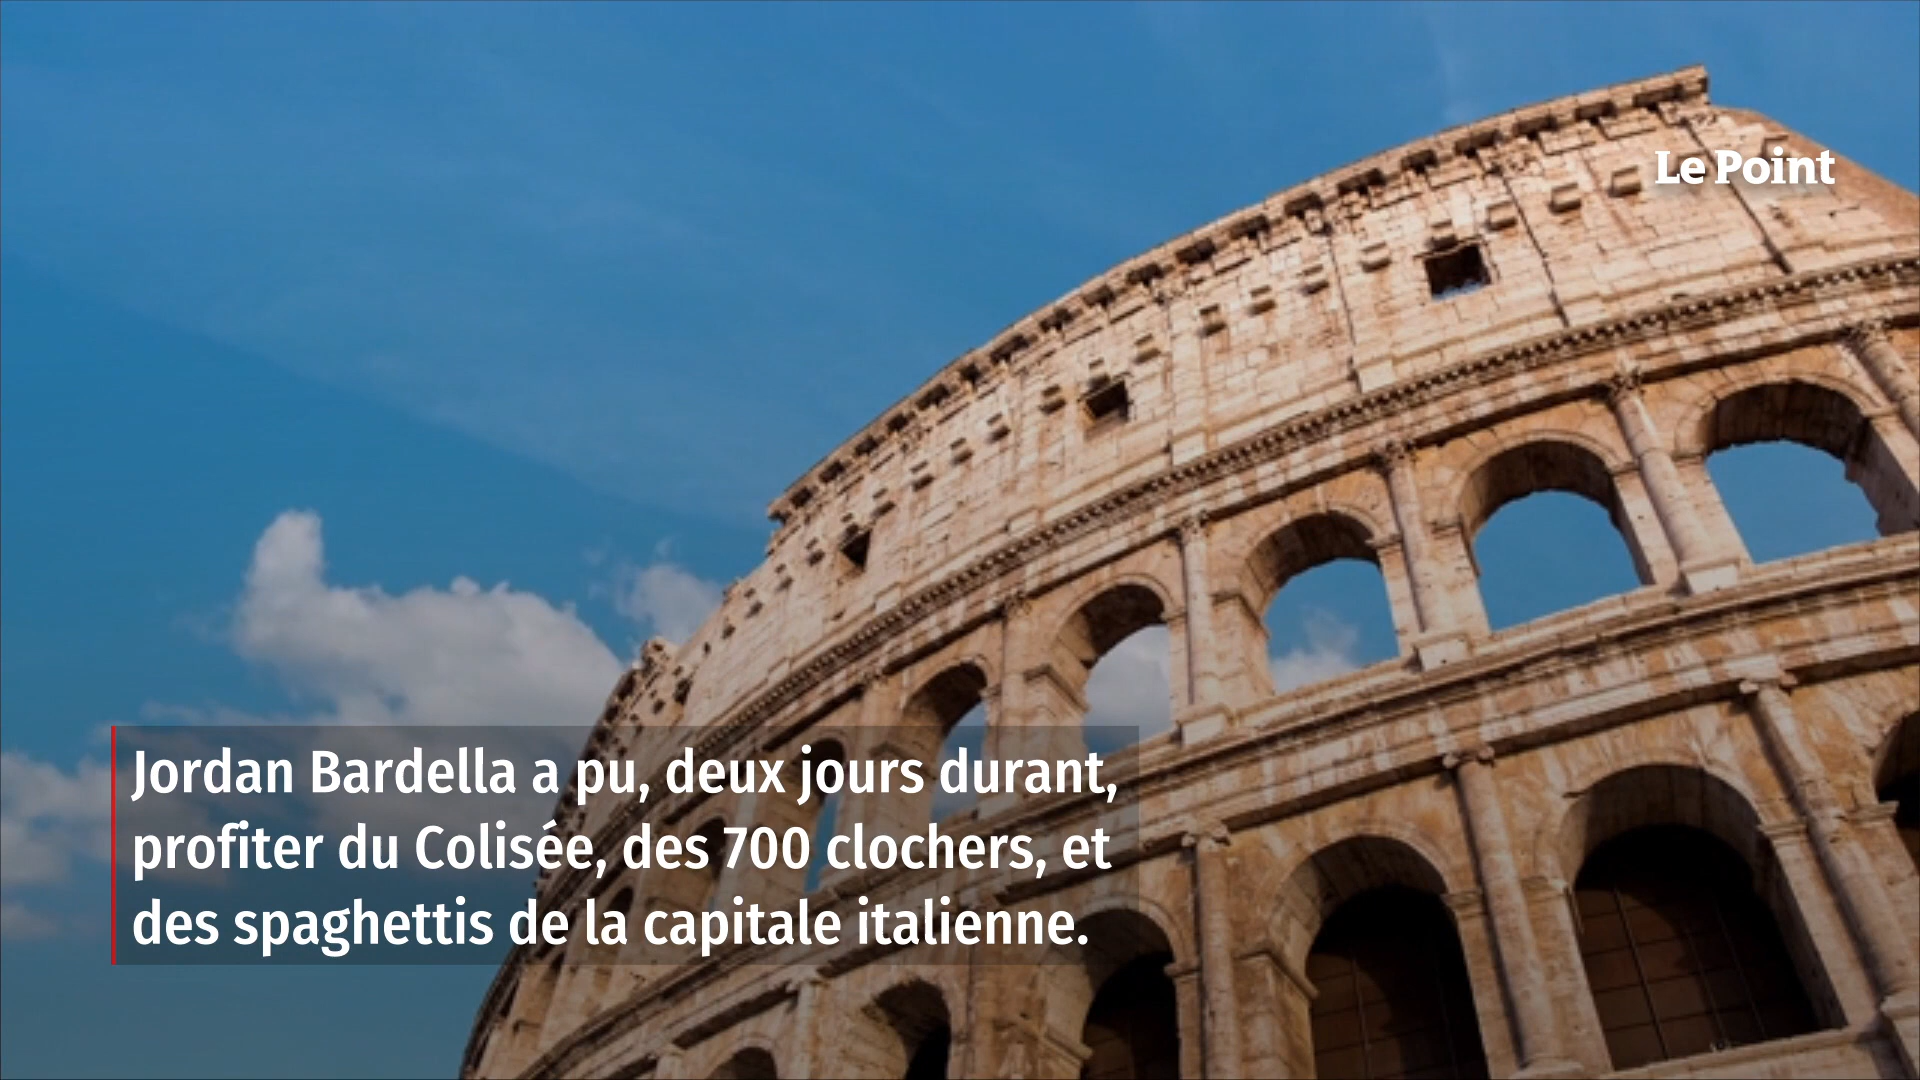 Le Point
Jordan Bardella a pu, deux jours durant,
profiter du Colisée, des 700 clochers, et
des spaghettis de la capitale italienne.